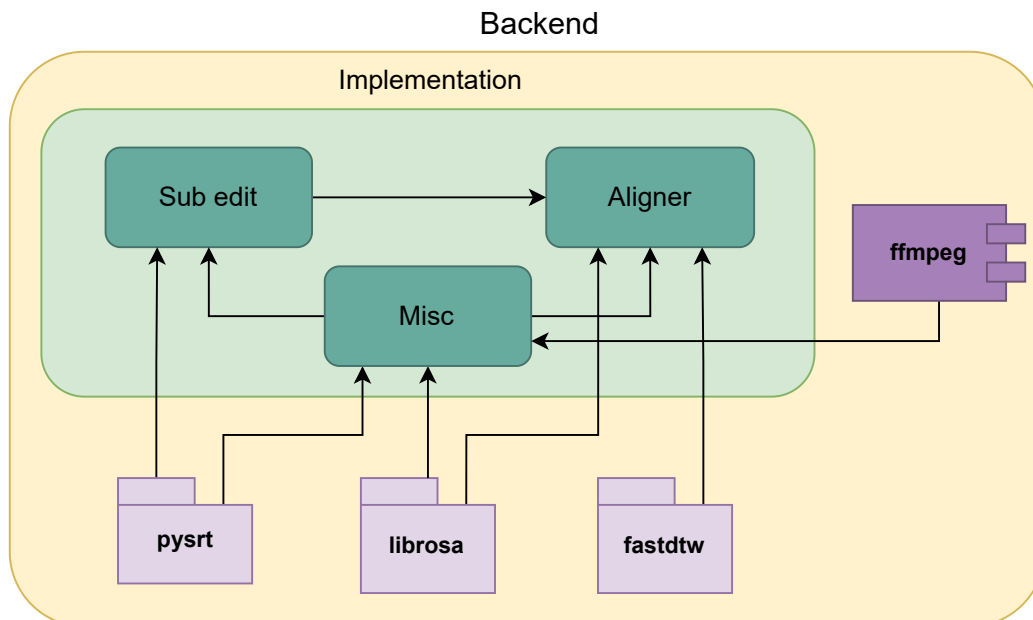 Backend
Implementation
Sub edit
Aligner
ffmpeg
Misc
pysrt
librosa
fastdtw